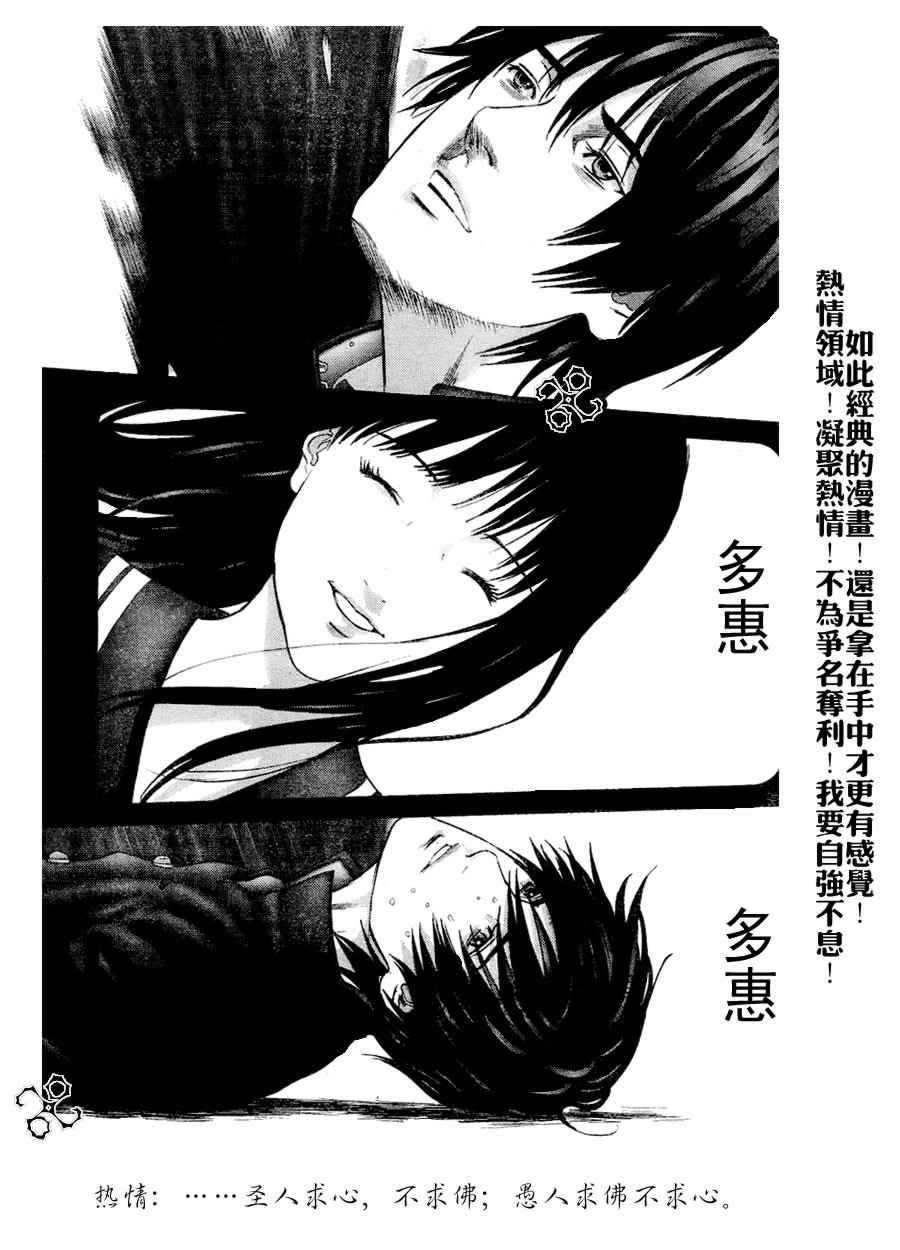 如此經典的漫畫！還是拿在手中才更有感覺！
熱情領域！凝聚熱情！不為爭名奪利！我要自強不息！
多惠
多惠
热情：……圣人求心，不求佛；愚人求佛不求心。